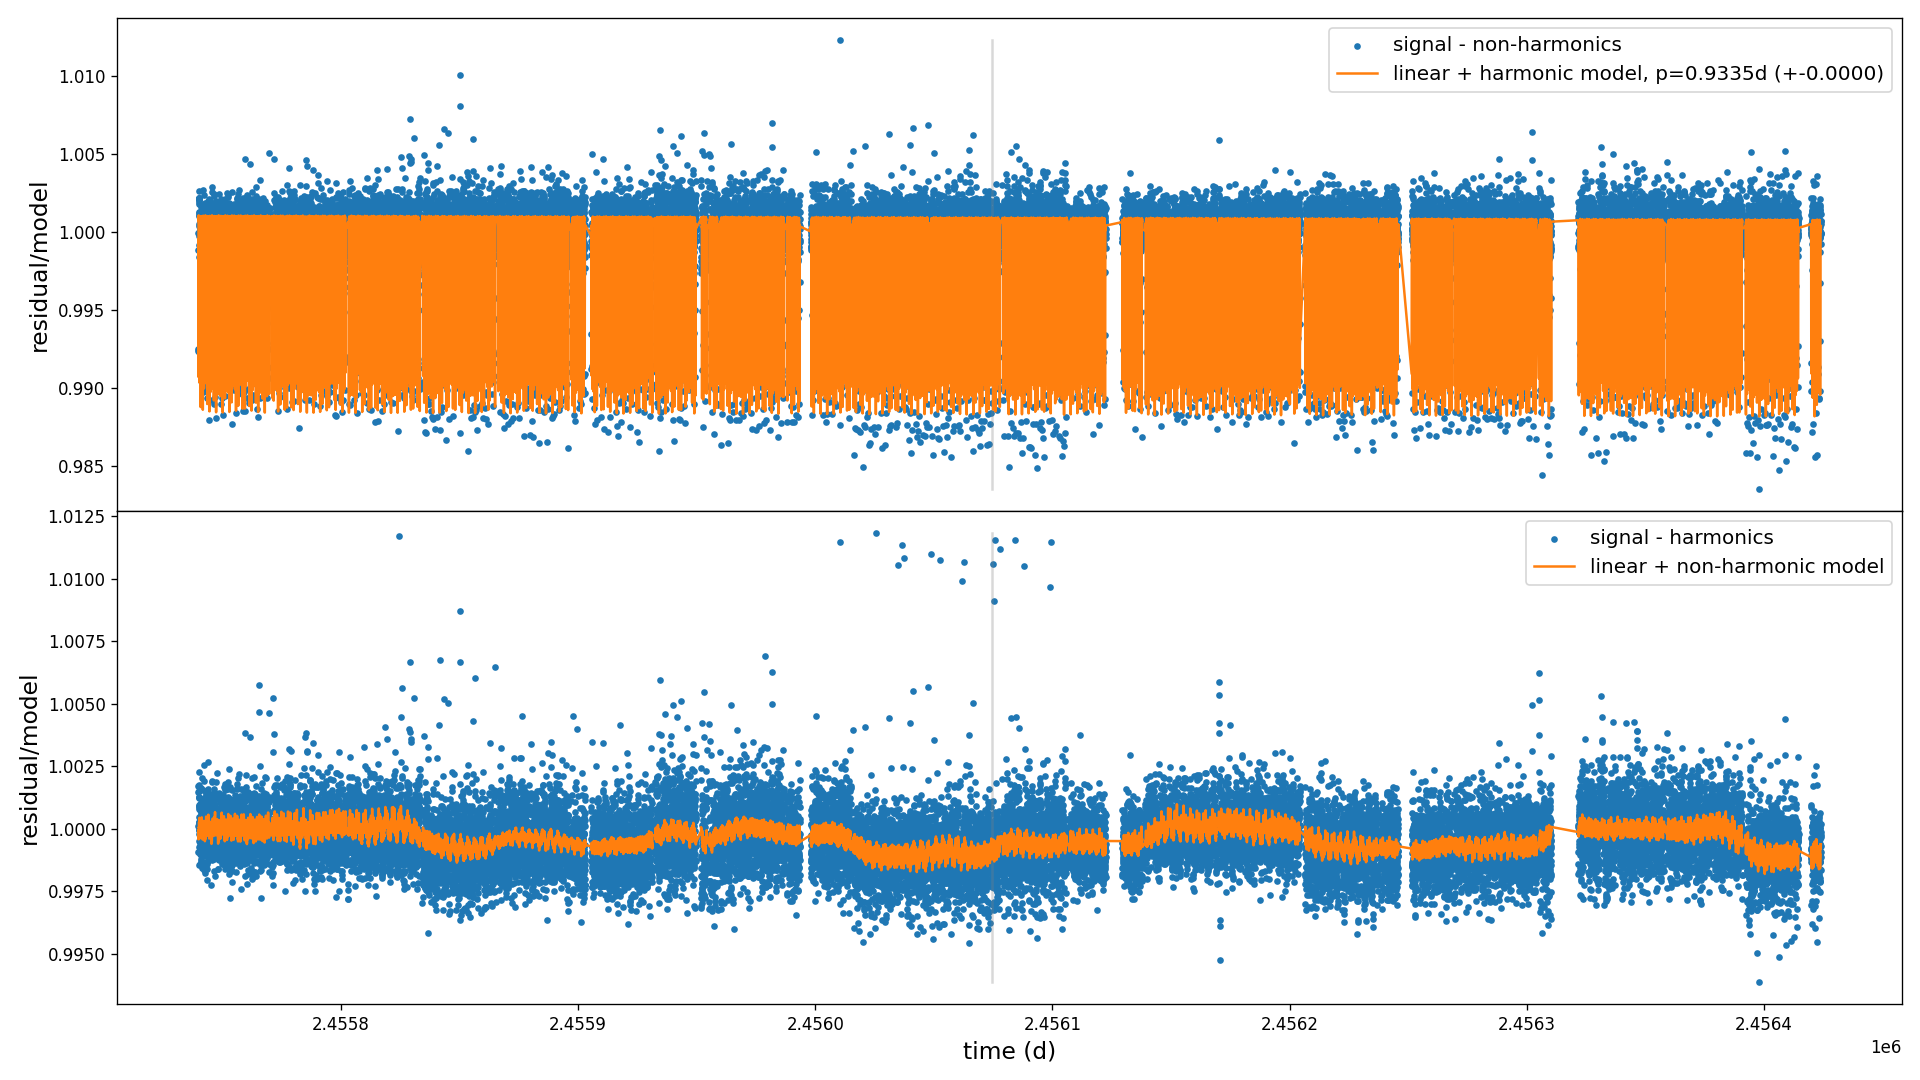 signal - non-harmonics
linear + harmonic model, p=0.9335d (+-0.0000)
residual/model
1.010
1.005
1.000
0.995
0.990
0.985
signal - harmonics
linear + non-harmonic model
residual/model
1.0125
1.0100
1.0075
1.0050
1.0025
1.0000
0.9975
0.9950
2.4558
2.4559
2.4560
2.4561
2.4562
2.4563
2.4564
1e6
time (d)